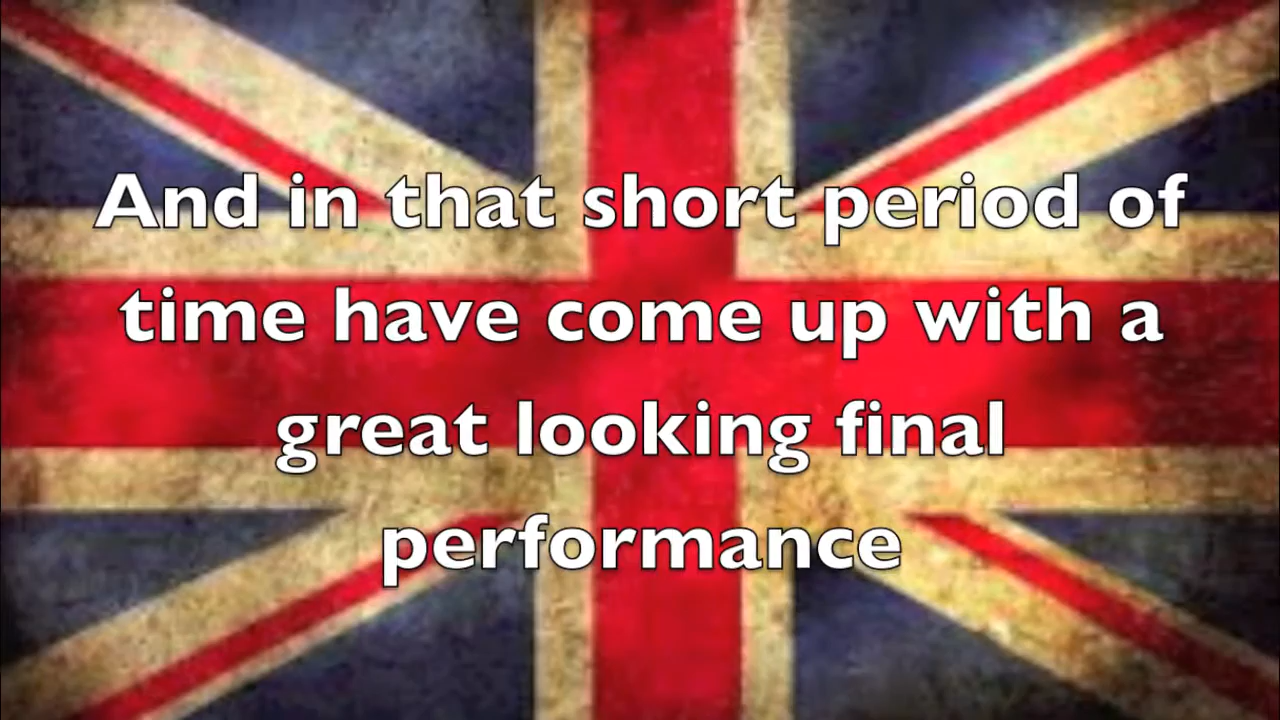 And in that short period of
time have come up with a
great looking final
performance